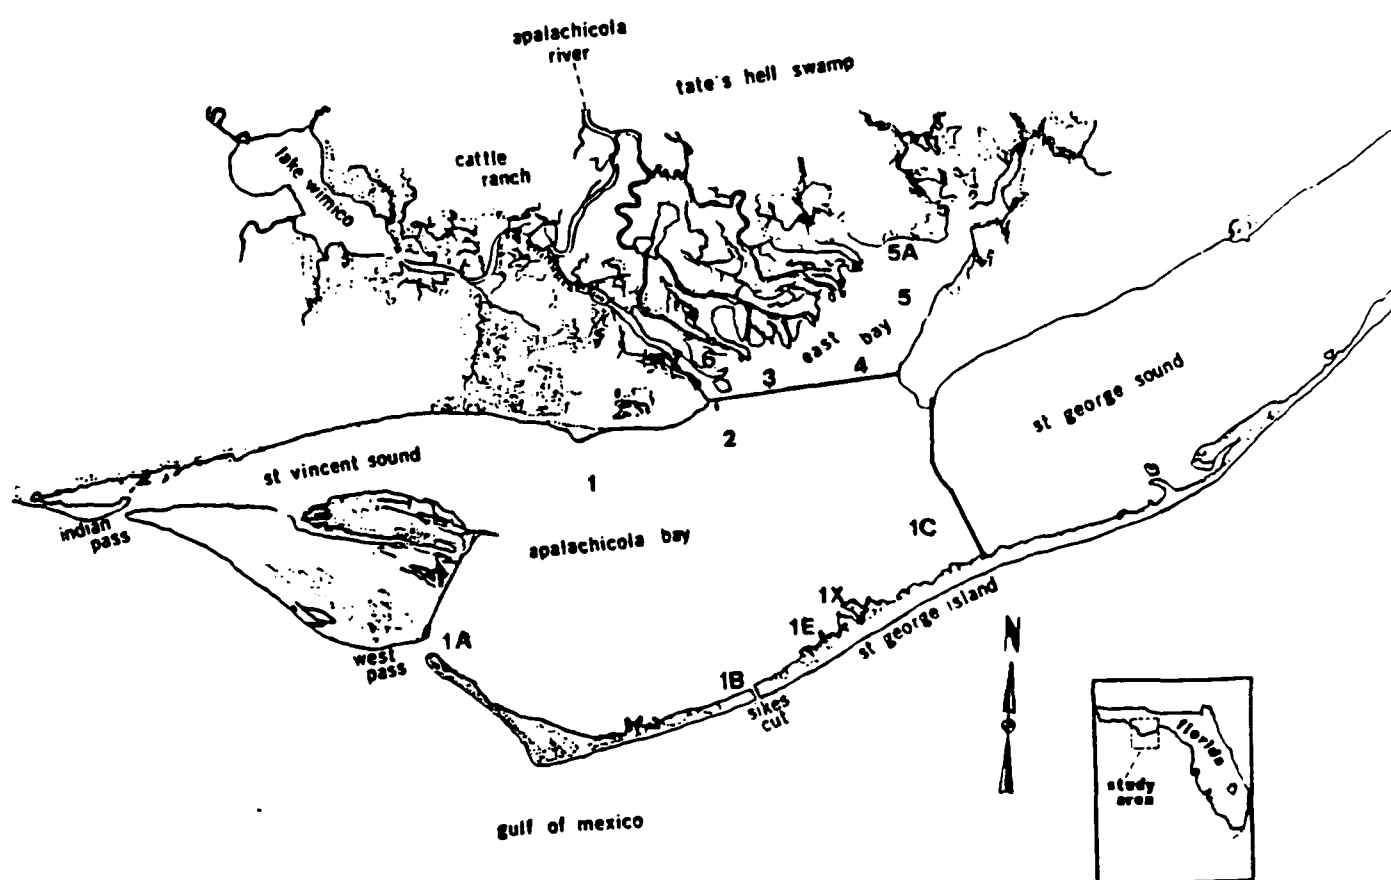 apalachicola
river
tate's hell swamp
lake wimico
cattle
ranch
5A
5
east bay
6
3
4
2
st george sound
st vincent sound
1
indian
pass
apalachicola bay
1C
1X
1E
st george island
N
1A
west
pass
1B
sikes
cut
florida
study
area
gulf of mexico